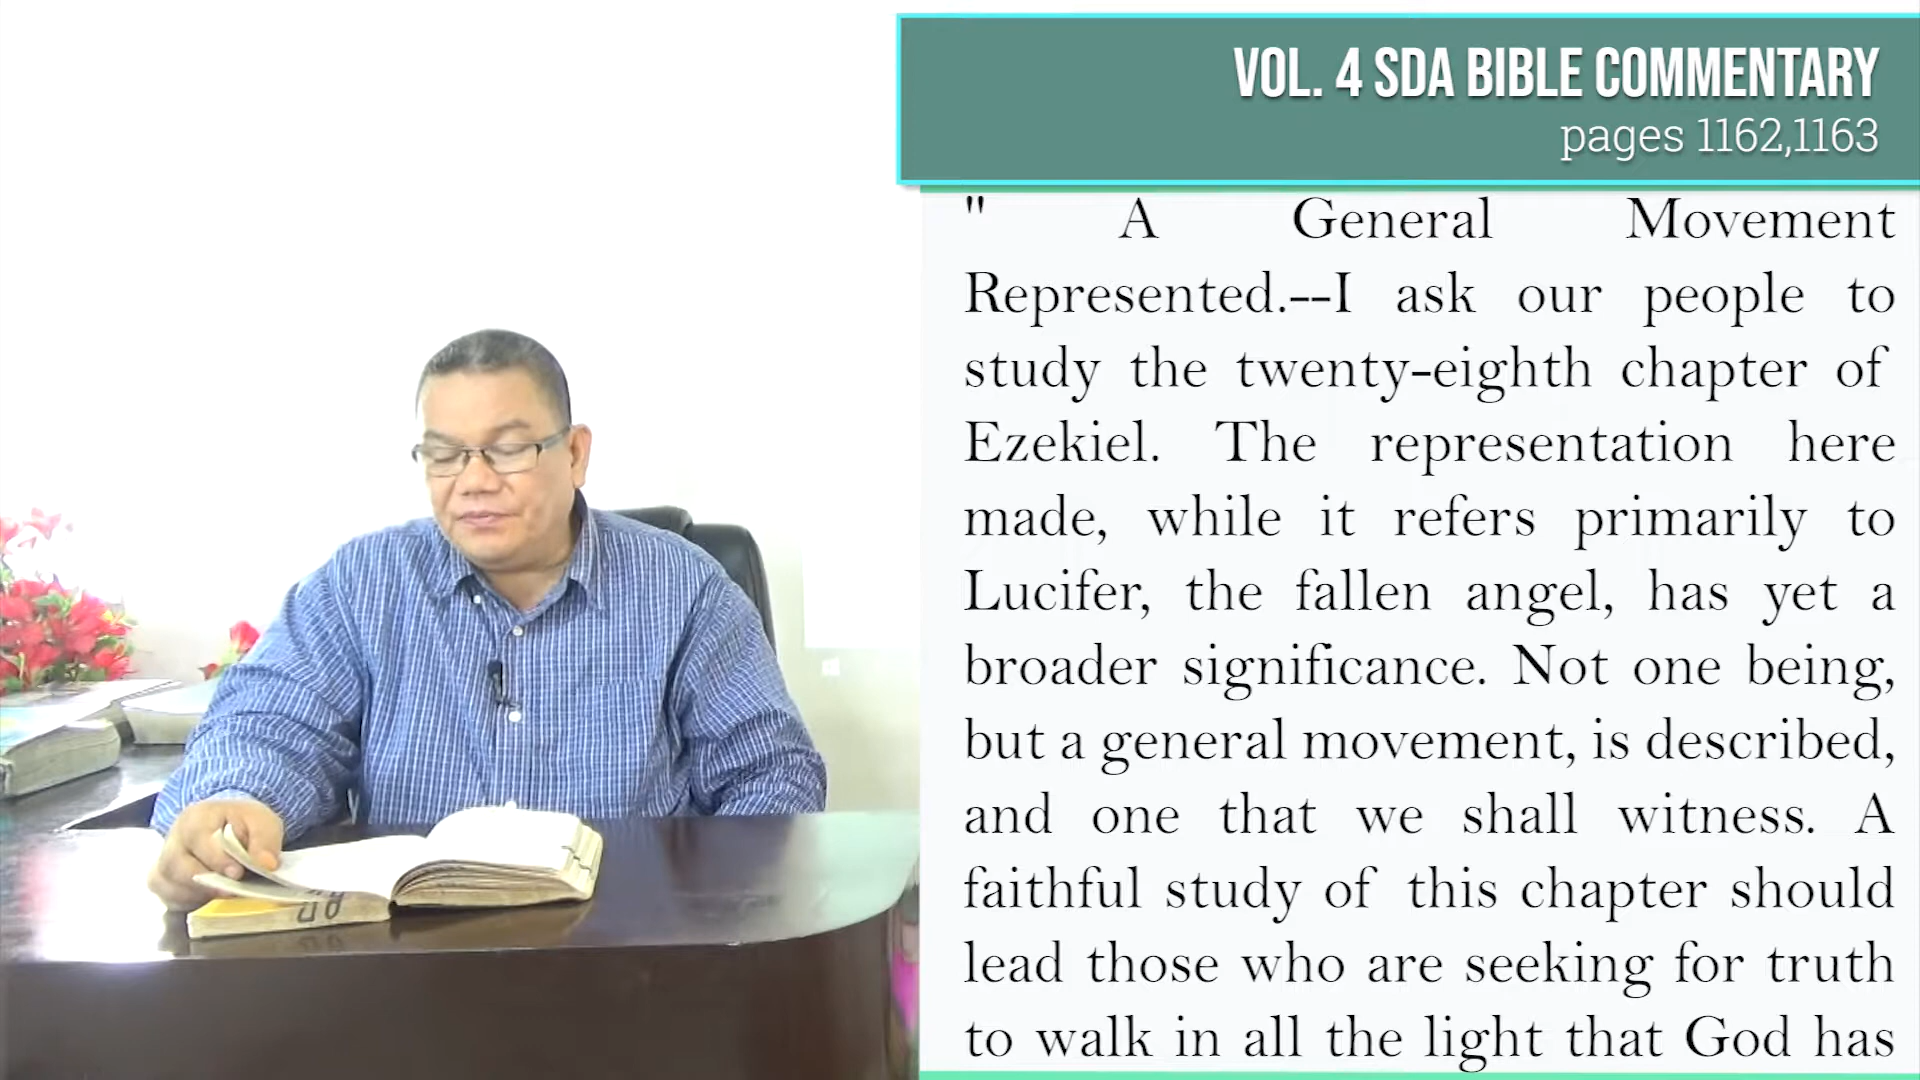 VOL. 4 SDA BIBLE COMMENTARY
pages 1162,1163
" A General Movement
Represented.--I ask our people to
study the twenty-eighth chapter of
Ezekiel. The representation here
made, while it refers primarily to
Lucifer, the fallen angel, has yet a
broader significance. Not one being,
but a general movement, is described,
and one that we shall witness. A
faithful study of this chapter should
lead those who are seeking for truth
to walk in all the light that God has